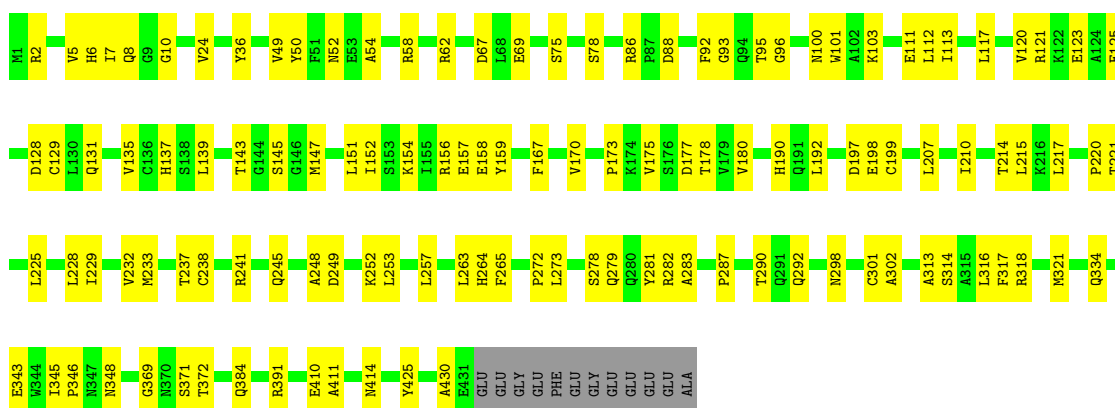 M1 R2 V5 H6 I7 Q8 G9 G10 V24 Y36 V49 Y50 F51 N52 E53 A54 R58 R62 D67 L68 E69 S75 S78 R86 P87 D88 F92 G93 Q94 T95 G96 N100 W101 A102 K103 E111 L112 I113 L117 V120 R121 K122 E123 A124
D128 C129 L130 Q131 V135 C136 H137 S138 L139 T143 G144 S145 G146 M147 L151 I152 S153 K154 I155 R156 E157 E158 Y159 F167 V170 P173 K174 V175 S176 D177 T178 V179 V180 H190 Q191 L192 D197 E198 C199 L207 I210 T214 L215 K216 L217 P220
L225 L228 I229 V232 M233 T237 C238 R241 Q245 A248 D249 K252 L253 L257 L263 H264 F265 P272 L273 S278 Q279 Q280 Y281 R282 A283 P287 T290 Q291 Q292 N298 C301 A302 A313 S314 A315 L316 F317 R318 M321 Q334
E343 W344 I345 P346 N347 N348 G369 N370 S371 T372 Q384 R391 E410 A411 N414 Y425 A430 E431 GLU GLU GLY GLU PHE GLU GLY GLU GLU GLU GLU ALA